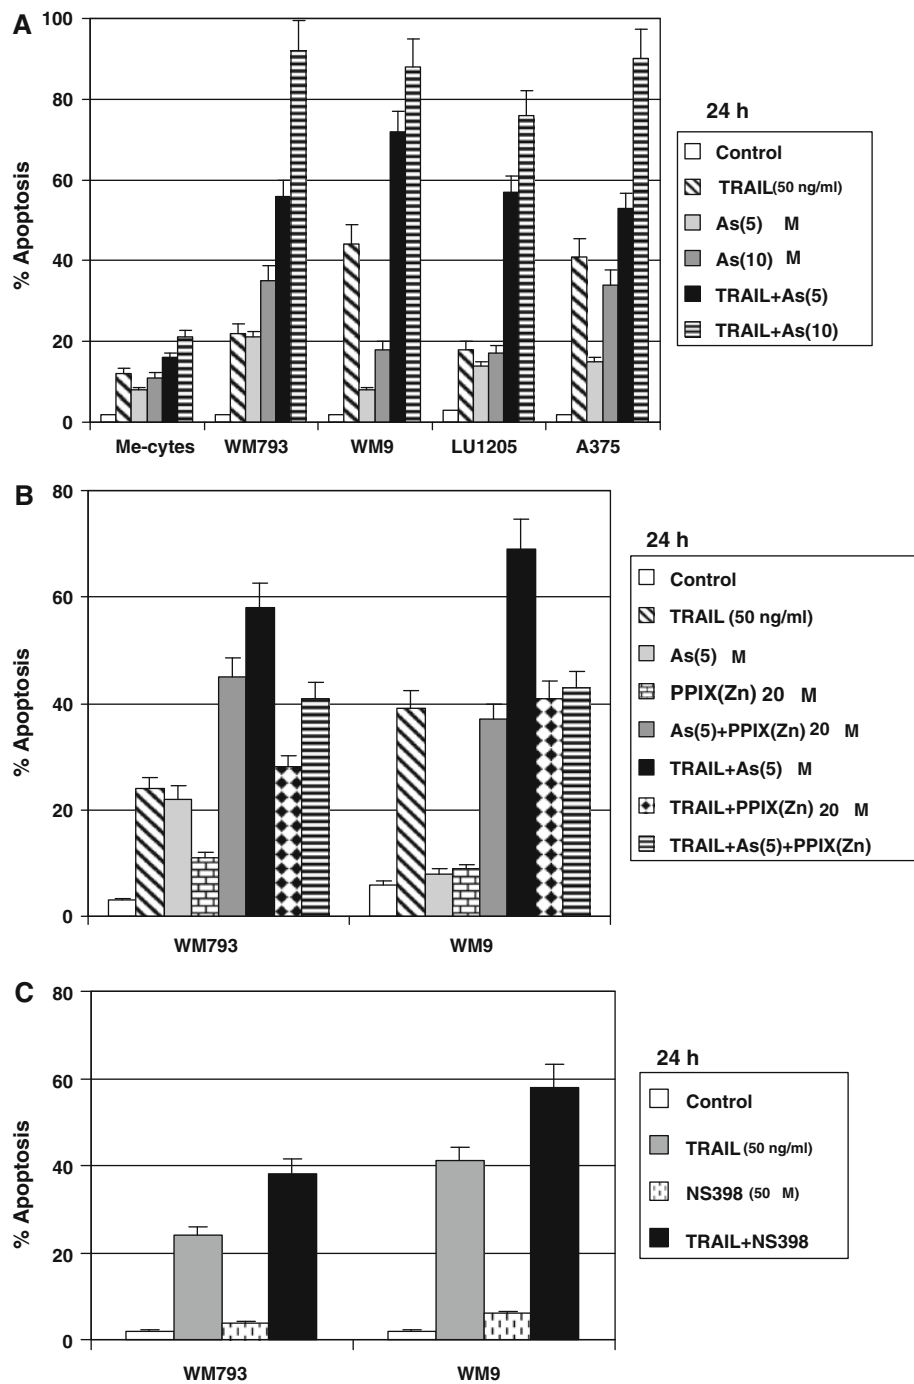 A
100
80
60
40
20
0
% Apoptosis
Me-cytes WM793 WM9 LU1205 A375
24 h
Control
TRAIL(50 ng/ml)
As(5) M
As(10) M
TRAIL+As(5)
TRAIL+As(10)
B
80
60
40
20
0
% Apoptosis
WM793 WM9
24 h
Control
TRAIL (50 ng/ml)
As(5) M
PPIX(Zn) 20 M
As(5)+PPIX(Zn) 20 M
TRAIL+As(5) M
TRAIL+PPIX(Zn) 20 M
TRAIL+As(5)+PPIX(Zn)
C
80
60
40
20
0
% Apoptosis
WM793 WM9
24 h
Control
TRAIL (50 ng/ml)
NS398 (50 M)
TRAIL+NS398